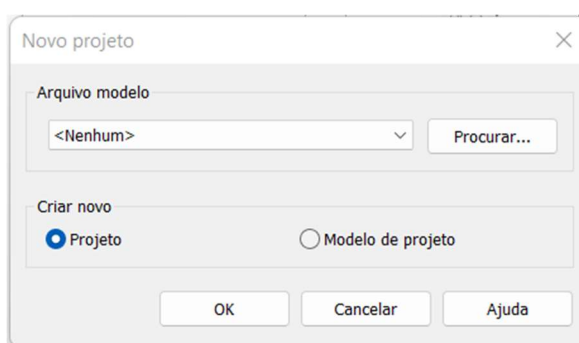 Novo projeto
Arquivo modelo
<Nenhum>
Procurar...
Criar novo
Projeto
Modelo de projeto
OK
Cancelar
Ajuda